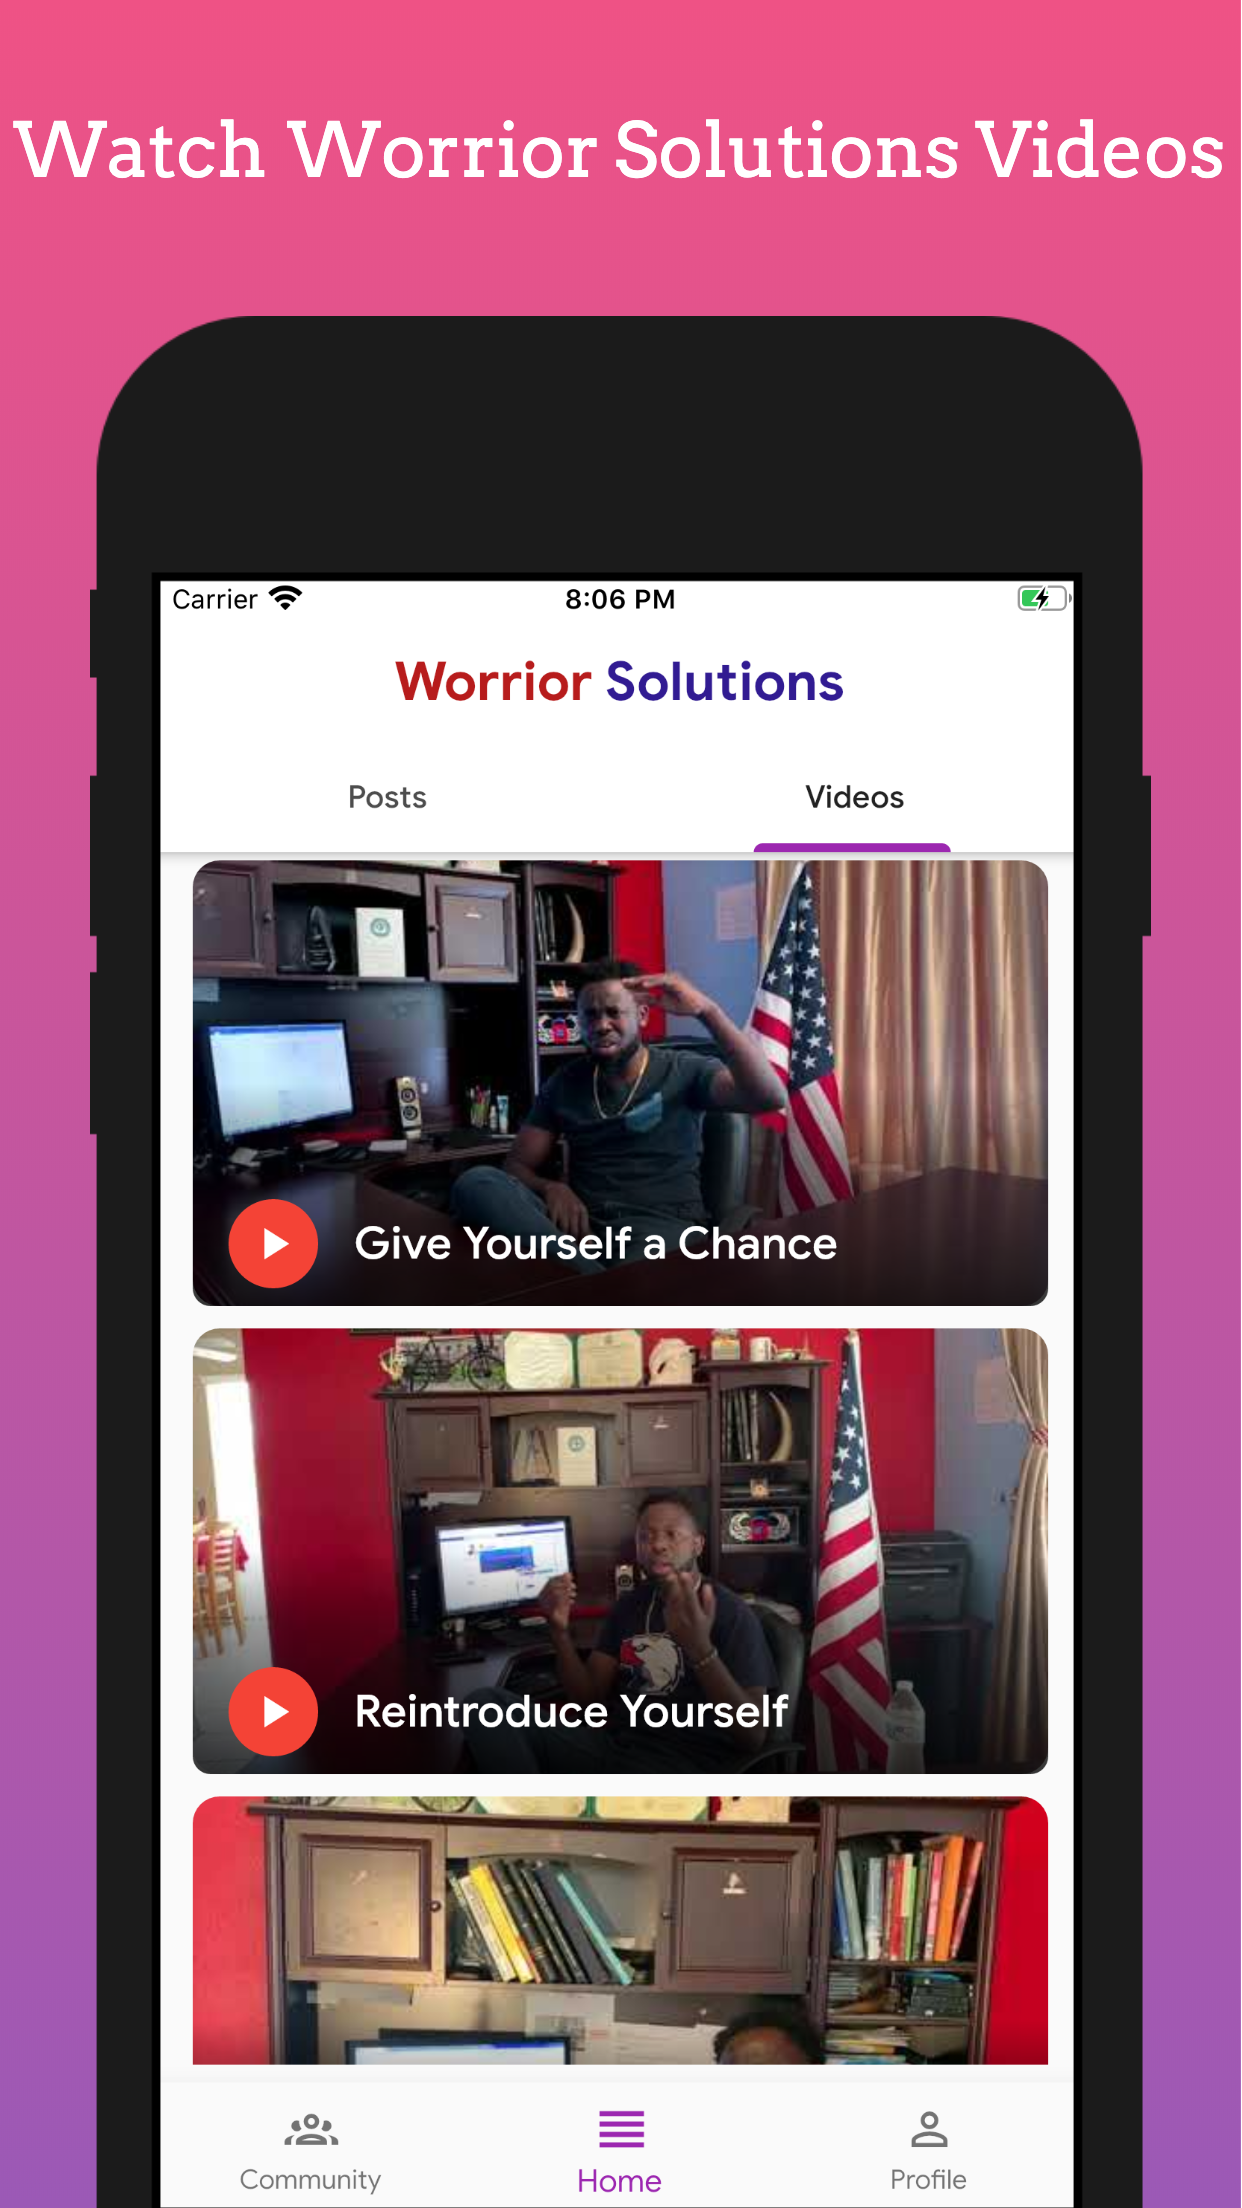 Watch Worrior Solutions Videos
Carrier 8:06 PM
Worrior Solutions
Posts Videos
Give Yourself a Chance
Reintroduce Yourself
Community Home Profile